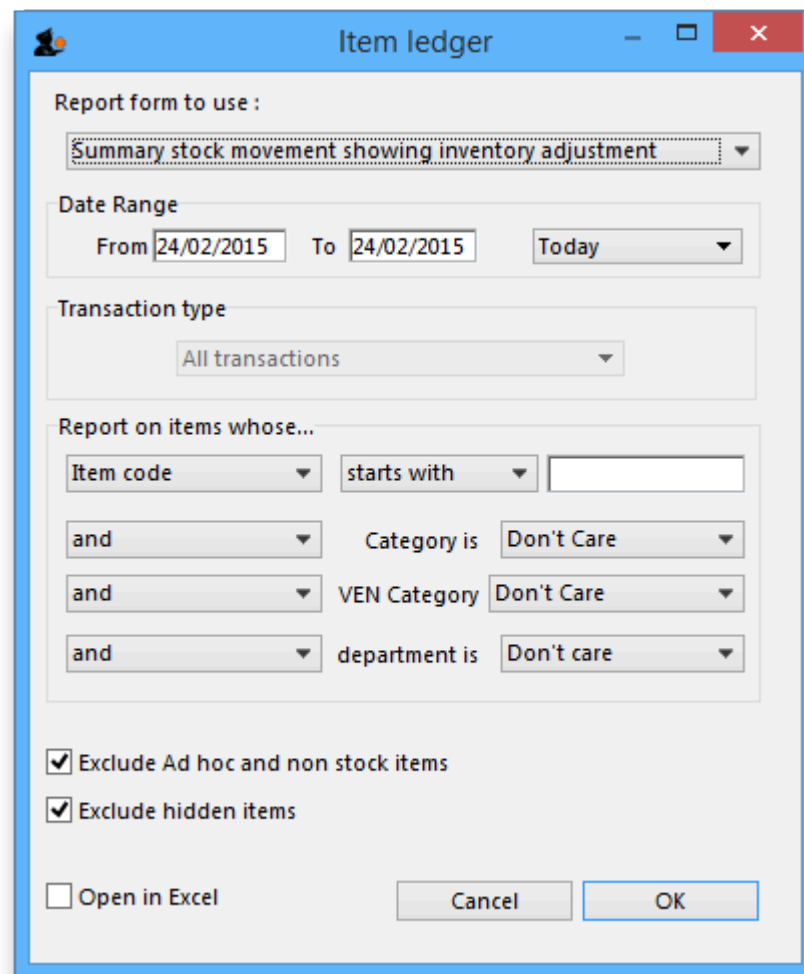 Item ledger
Report form to use :
Summary stock movement showing inventory adjustment
Date Range
From 24/02/2015 To 24/02/2015 Today
Transaction type
All transactions
Report on items whose...
Item code starts with
and Category is Don't Care
and VEN Category Don't Care
and department is Don't care
Exclude Ad hoc and non stock items
Exclude hidden items
Open in Excel Cancel OK